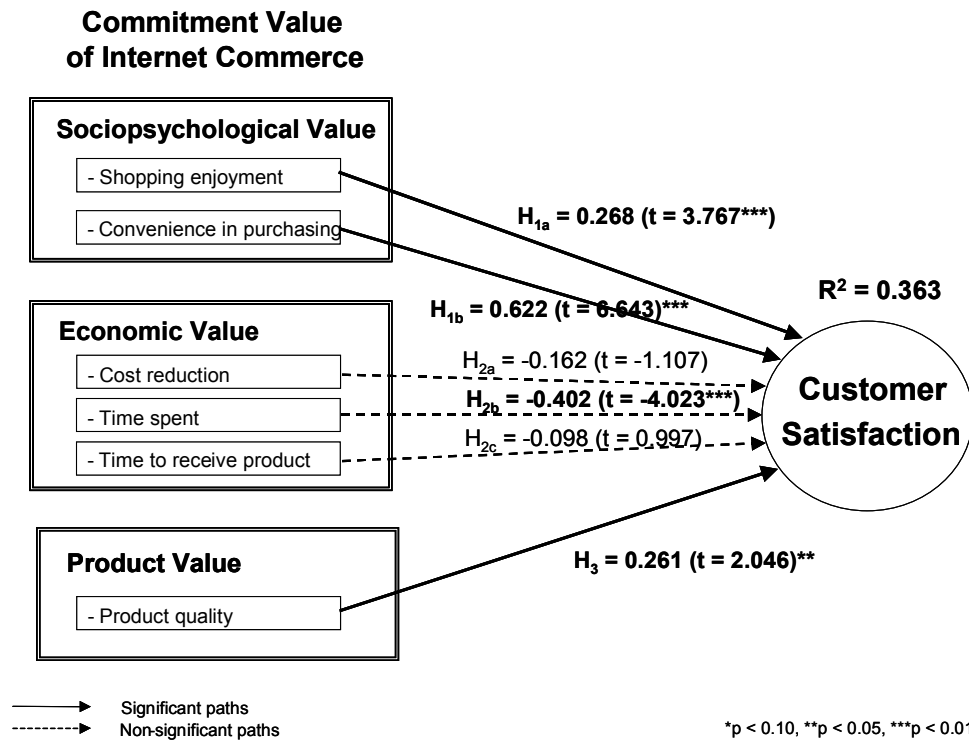 Commitment Value
of Internet Commerce
Sociopsychological Value
- Shopping enjoyment
- Convenience in purchasing
H1a = 0.268 (t = 3.767***)
R2 = 0.363
H1b = 0.622 (t = 6.643)***
Economic Value
- Cost reduction
- Time spent
- Time to receive product
H2a = -0.162 (t = -1.107)
H2b = -0.402 (t = -4.023***)
H2c = -0.098 (t = 0.997)
Customer
Satisfaction
Product Value
- Product quality
H3 = 0.261 (t = 2.046)**
Significant paths
Non-significant paths
*p < 0.10, **p < 0.05, ***p < 0.01